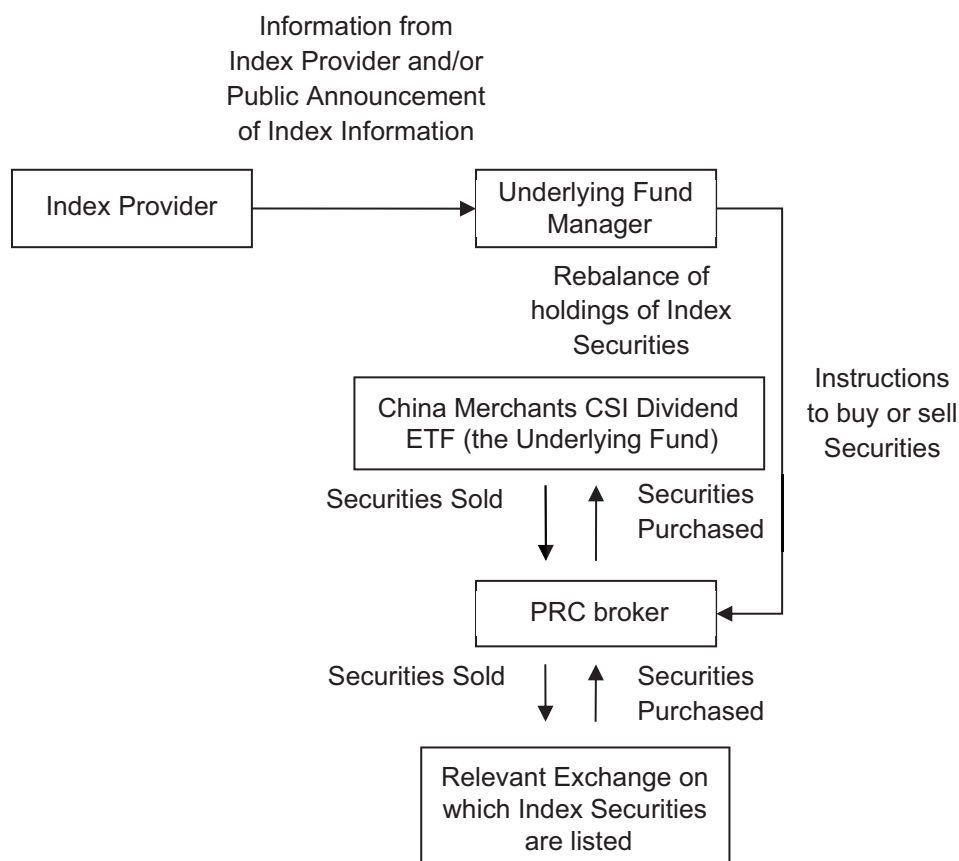 Information from
Index Provider and/or
Public Announcement
of Index Information
Index Provider
Underlying Fund
Manager
Rebalance of
holdings of Index
Securities
Instructions
to buy or sell
Securities
China Merchants CSI Dividend
ETF (the Underlying Fund)
Securities Sold
Securities
Purchased
PRC broker
Securities Sold
Securities
Purchased
Relevant Exchange on
which Index Securities
are listed